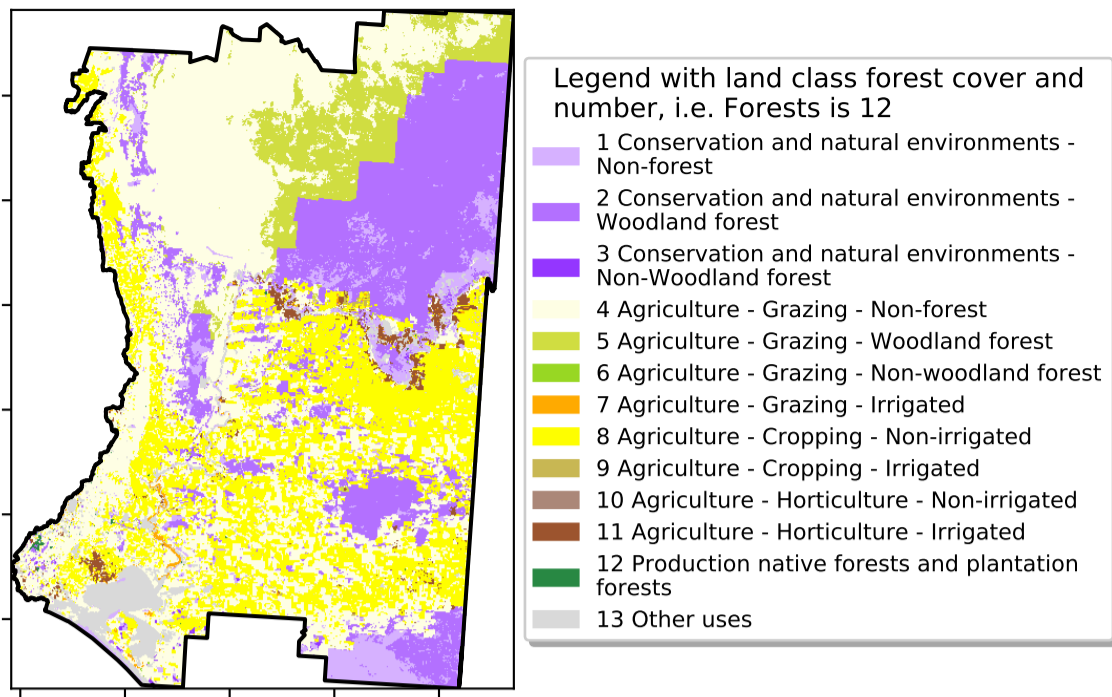 Legend with land class forest cover and
number, i.e. Forests is 12
1 Conservation and natural environments -
Non-forest
2 Conservation and natural environments -
Woodland forest
3 Conservation and natural environments -
Non-Woodland forest
4 Agriculture - Grazing - Non-forest
5 Agriculture - Grazing - Woodland forest
6 Agriculture - Grazing - Non-woodland forest
7 Agriculture - Grazing - Irrigated
8 Agriculture - Cropping - Non-irrigated
9 Agriculture - Cropping - Irrigated
10 Agriculture - Horticulture - Non-irrigated
11 Agriculture - Horticulture - Irrigated
12 Production native forests and plantation
forests
13 Other uses